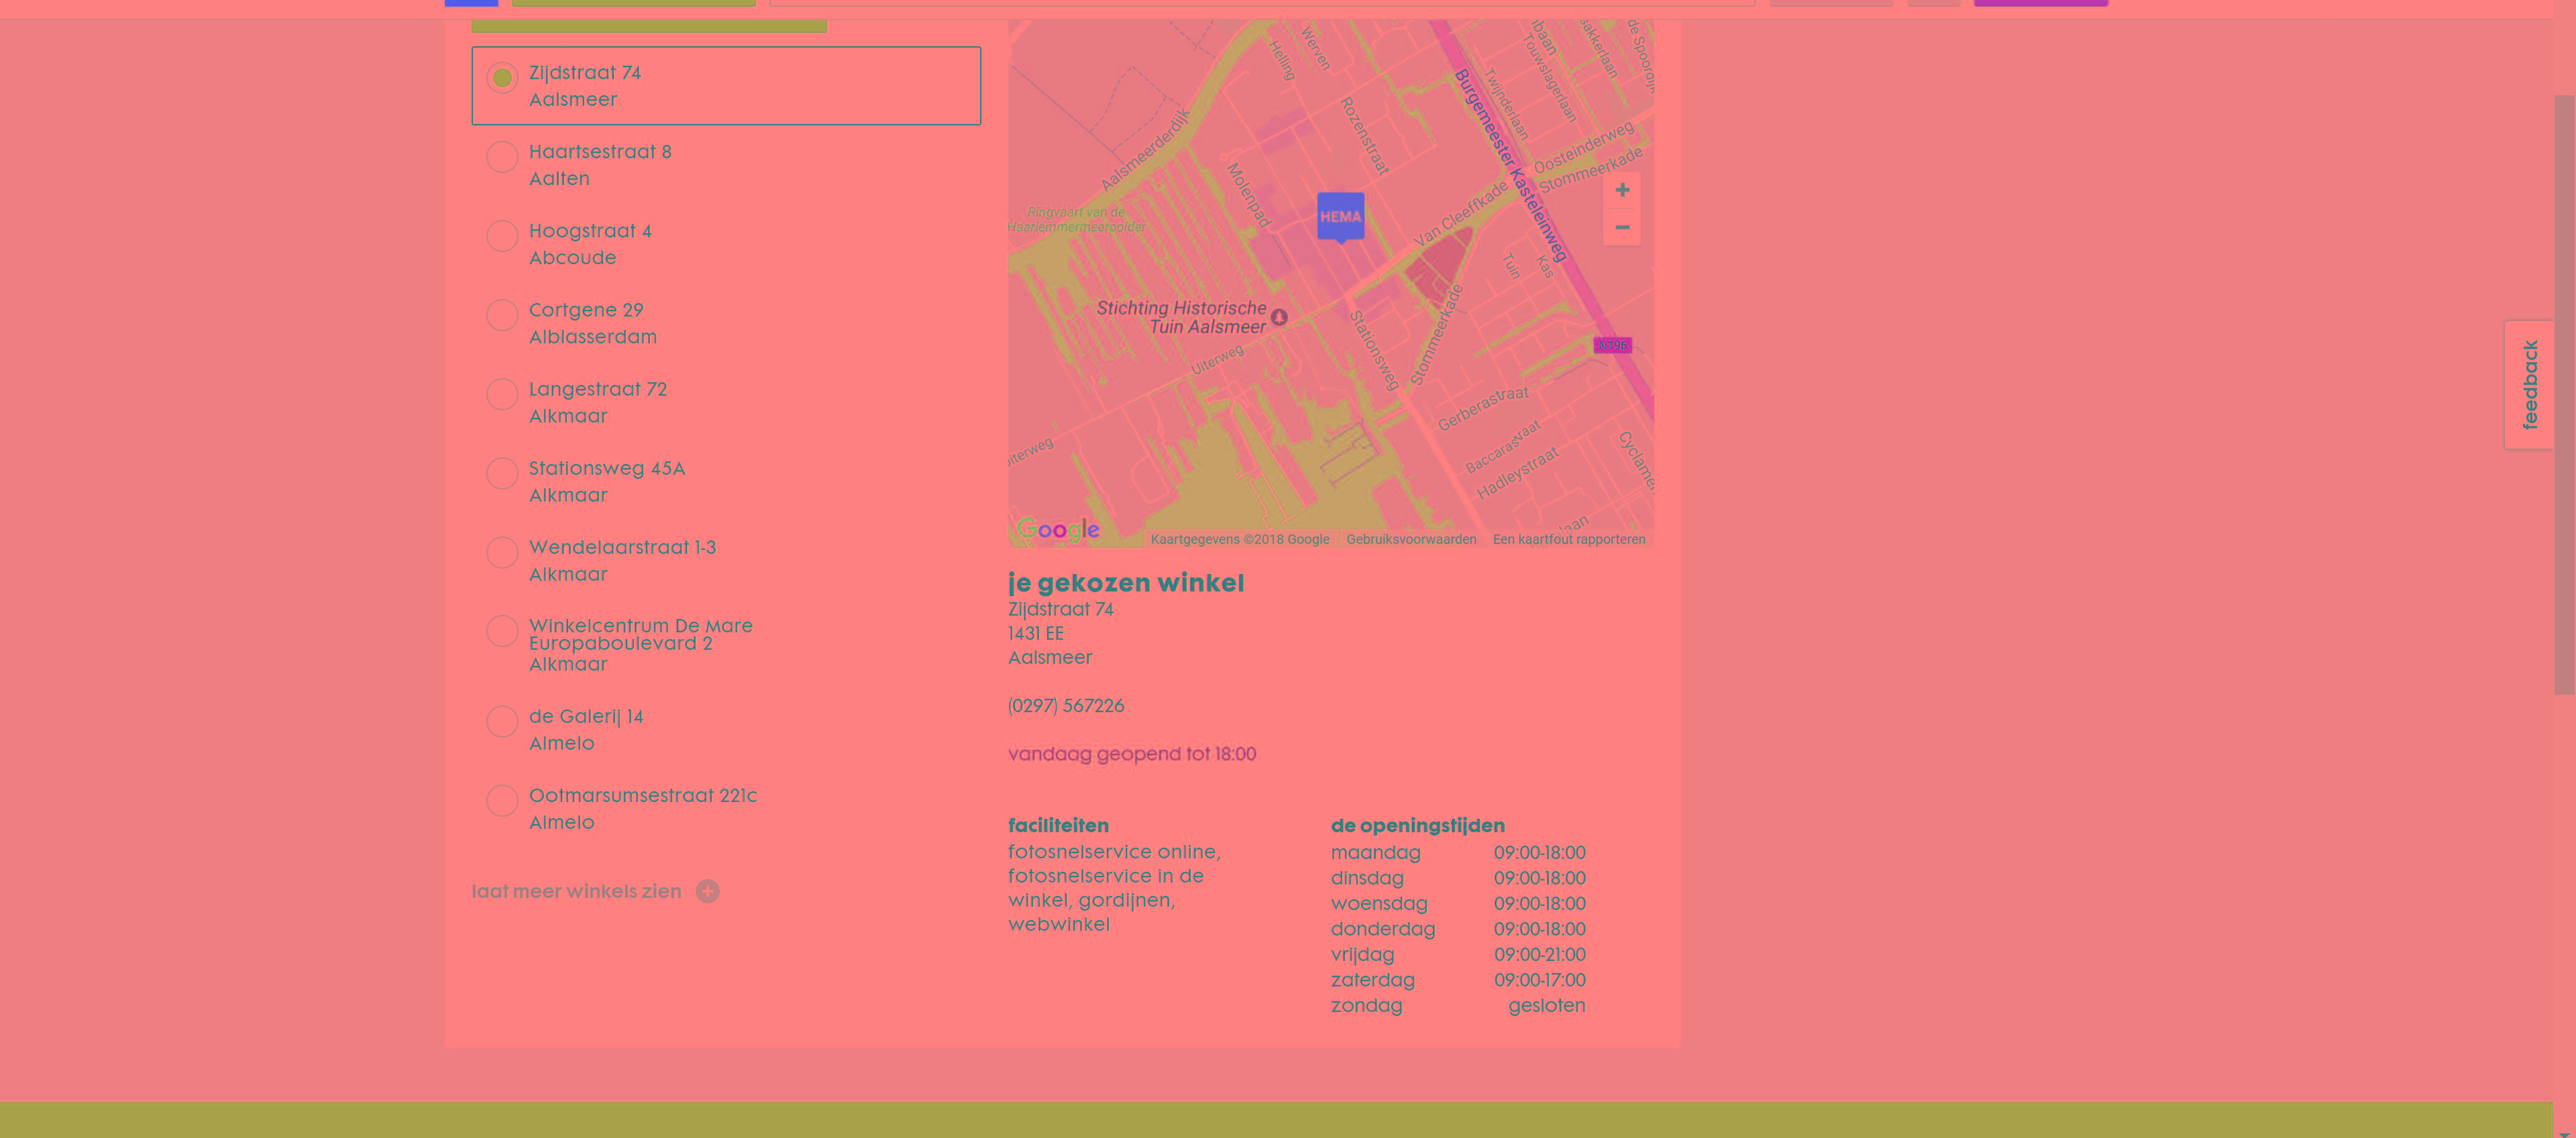 Zijdstraat 74
Aalsmeer
Haartsestraat 8
Aalten
Hoogstraat 4
Abcoude
Cortgene 29
Alblasserdam
Langestraat 72
Alkmaar
Stationsweg 45A
Alkmaar
Wendelaarstraat 1-3
Alkmaar
Winkelcentrum De Mare
Europaboulevard 2
Alkmaar
de Galerij 14
Almelo
Ootmarsumsestraat 221c
Almelo
laat meer winkels zien
Helling
Werven
Rozenstraat
Aalsmeerderdijk
Molenpad
Burgemeester Kasteleinweg
Twijnderlaan
Touwslagerlaan
Oosteinderweg
Stommeerkade
Van Cleeffkade
Ringvaart van de
Haarlemmermeerpolder
HEMA
+
−
Tuin
Kas
Stichting Historische
Tuin Aalsmeer
Uiterweg
Stationsweg
Stommeerkade
N196
Gerberastraat
Baccarastraat
Hadleystraat
Google
Kaartgegevens ©2018 Google
Gebruiksvoorwaarden
Een kaartfout rapporteren
je gekozen winkel
Zijdstraat 74
1431 EE
Aalsmeer
(0297) 567226
vandaag geopend tot 18:00
faciliteiten
fotosnelservice online,
fotosnelservice in de
winkel, gordijnen,
webwinkel
de openingstijden
maandag 09:00-18:00
dinsdag 09:00-18:00
woensdag 09:00-18:00
donderdag 09:00-18:00
vrijdag 09:00-21:00
zaterdag 09:00-17:00
zondag gesloten
feedback